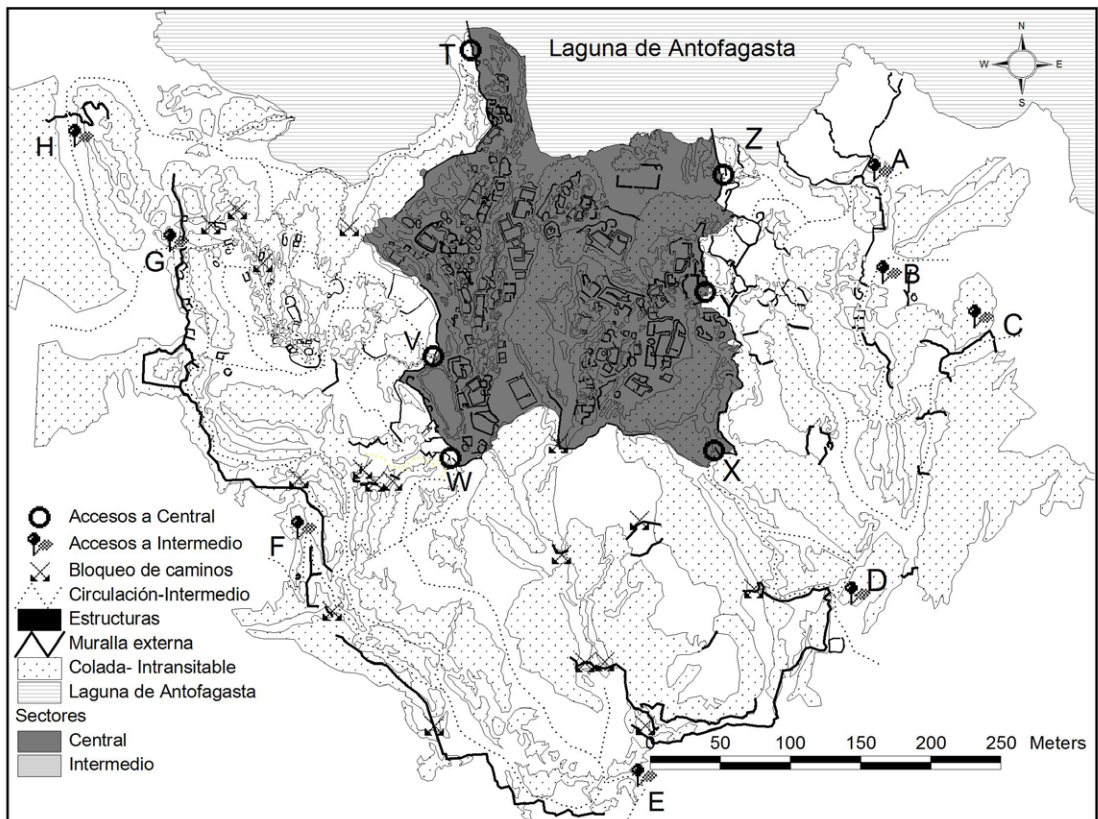 Laguna de Antofagasta
N
W E
S
T
Z
A
H
G
B
C
Y
V
W
X
F
D
E
Accesos a Central
Accesos a Intermedio
Bloqueo de caminos
Circulación-Intermedio
Estructuras
Muralla externa
Colada- Intransitable
Laguna de Antofagasta
Sectores
Central
Intermedio
0 50 100 150 200 250 Meters